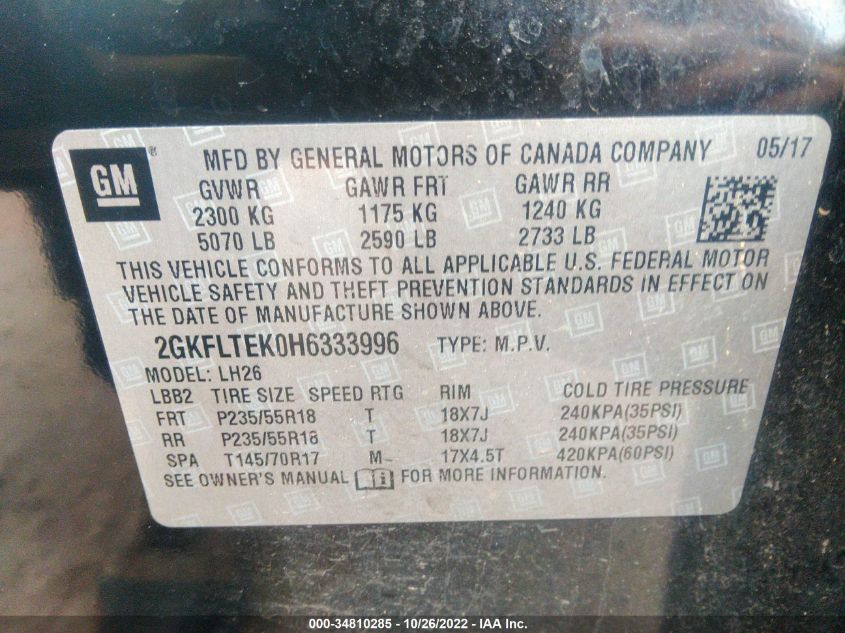 GM ® MFD BY GENERAL MOTORS OF CANADA COMPANY 05/17
GVWR GAWR FRT GAWR RR
2300 KG 1175 KG 1240 KG
5070 LB 2590 LB 2733 LB
THIS VEHICLE CONFORMS TO ALL APPLICABLE U.S. FEDERAL MOTOR
VEHICLE SAFETY AND THEFT PREVENTION STANDARDS IN EFFECT ON
THE DATE OF MANUFACTURE SHOWN ABOVE.
2GKFLTEK0H6333996 TYPE: M.P.V.
MODEL: LH26
LBB2 TIRE SIZE SPEED RTG RIM COLD TIRE PRESSURE
FRT P235/55R18 T 18X7J 240KPA(35PSI)
RR P235/55R18 T 18X7J 240KPA(35PSI)
SPA T145/70R17 M 17X4.5T 420KPA(60PSI)
SEE OWNER'S MANUAL FOR MORE INFORMATION.
000-34810285 - 10/26/2022 - IAA Inc.